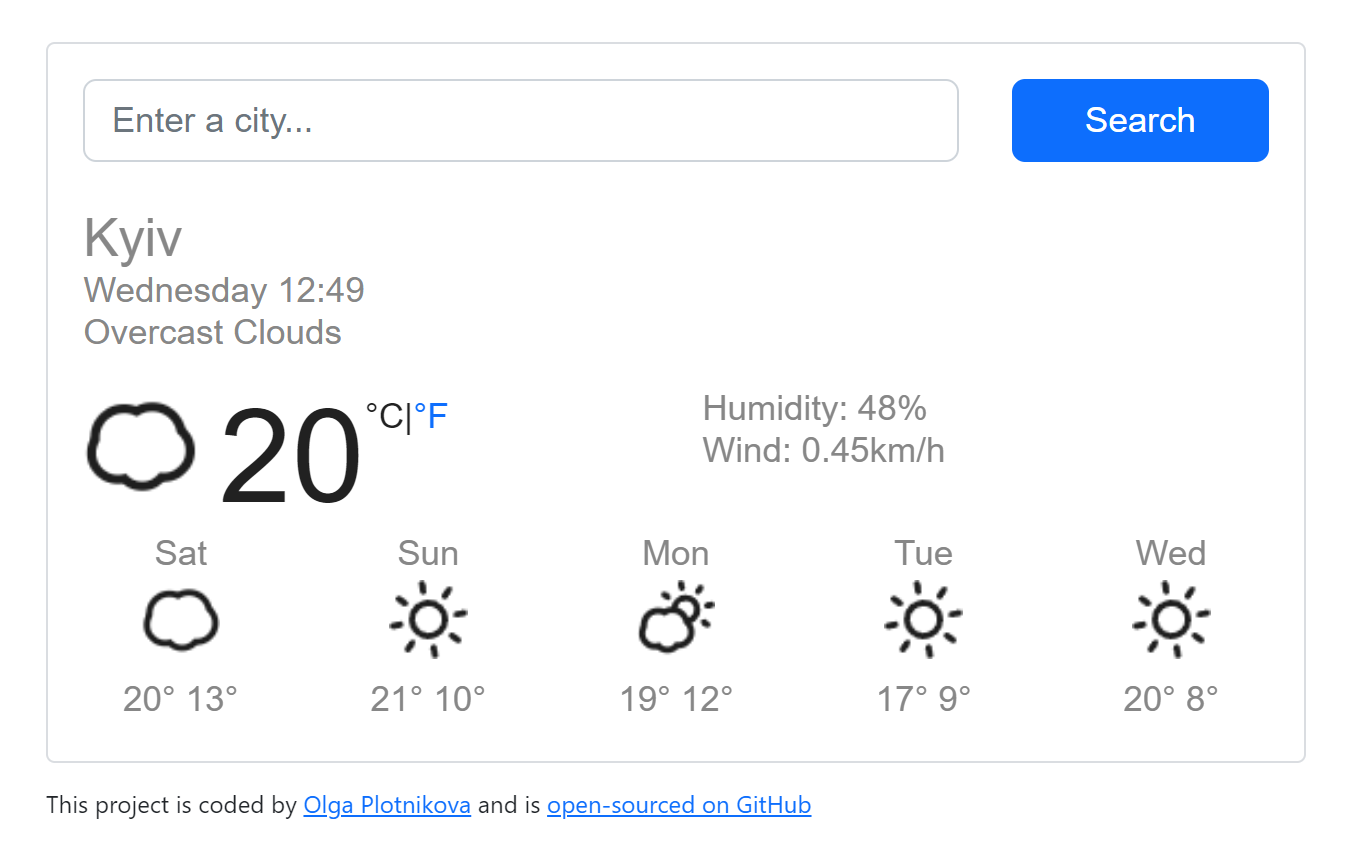 Enter a city...
Search
Kyiv
Wednesday 12:49
Overcast Clouds
20 °C|°F
Humidity: 48%
Wind: 0.45km/h
Sat Sun Mon Tue Wed
20° 13° 21° 10° 19° 12° 17° 9° 20° 8°
This project is coded by Olga Plotnikova and is open-sourced on GitHub